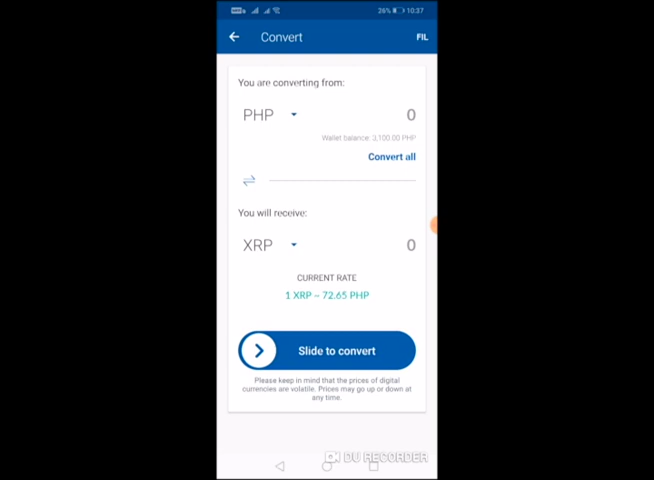 26% 10:37
Convert
FIL
You are converting from:
PHP
0
Wallet balance: 3,100.00 PHP
Convert all
You will receive:
XRP
0
CURRENT RATE
1 XRP = 72.65 PHP
Slide to convert
Please keep in mind that the prices of digital
currencies are volatile. Prices may go up or down at
any time.
DU RECORDER